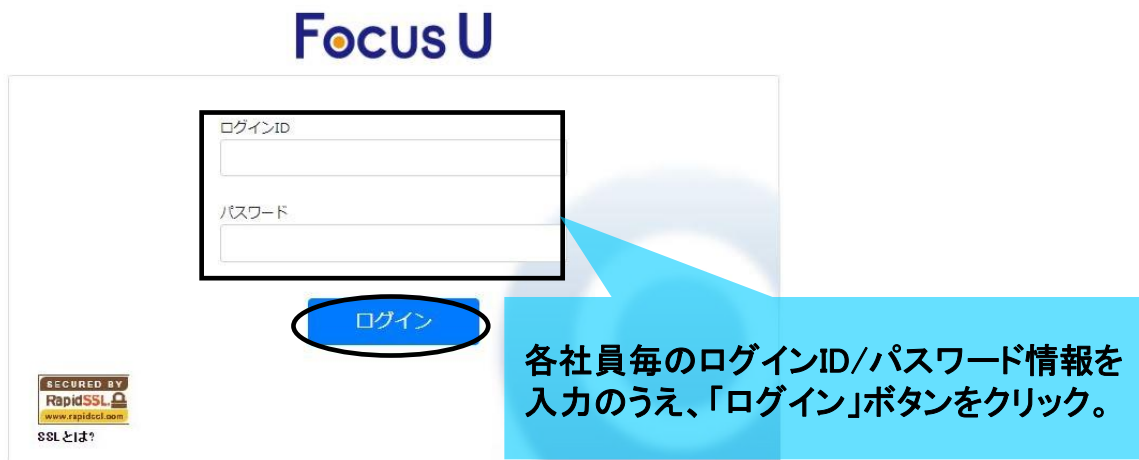 Focus U
ログインID
パスワード
ログイン
各社員毎のログインID/パスワード情報を
入力のうえ、「ログイン」ボタンをクリック。
SECURED BY
RapidSSL.
www.rapidssl.com
SSLとは?